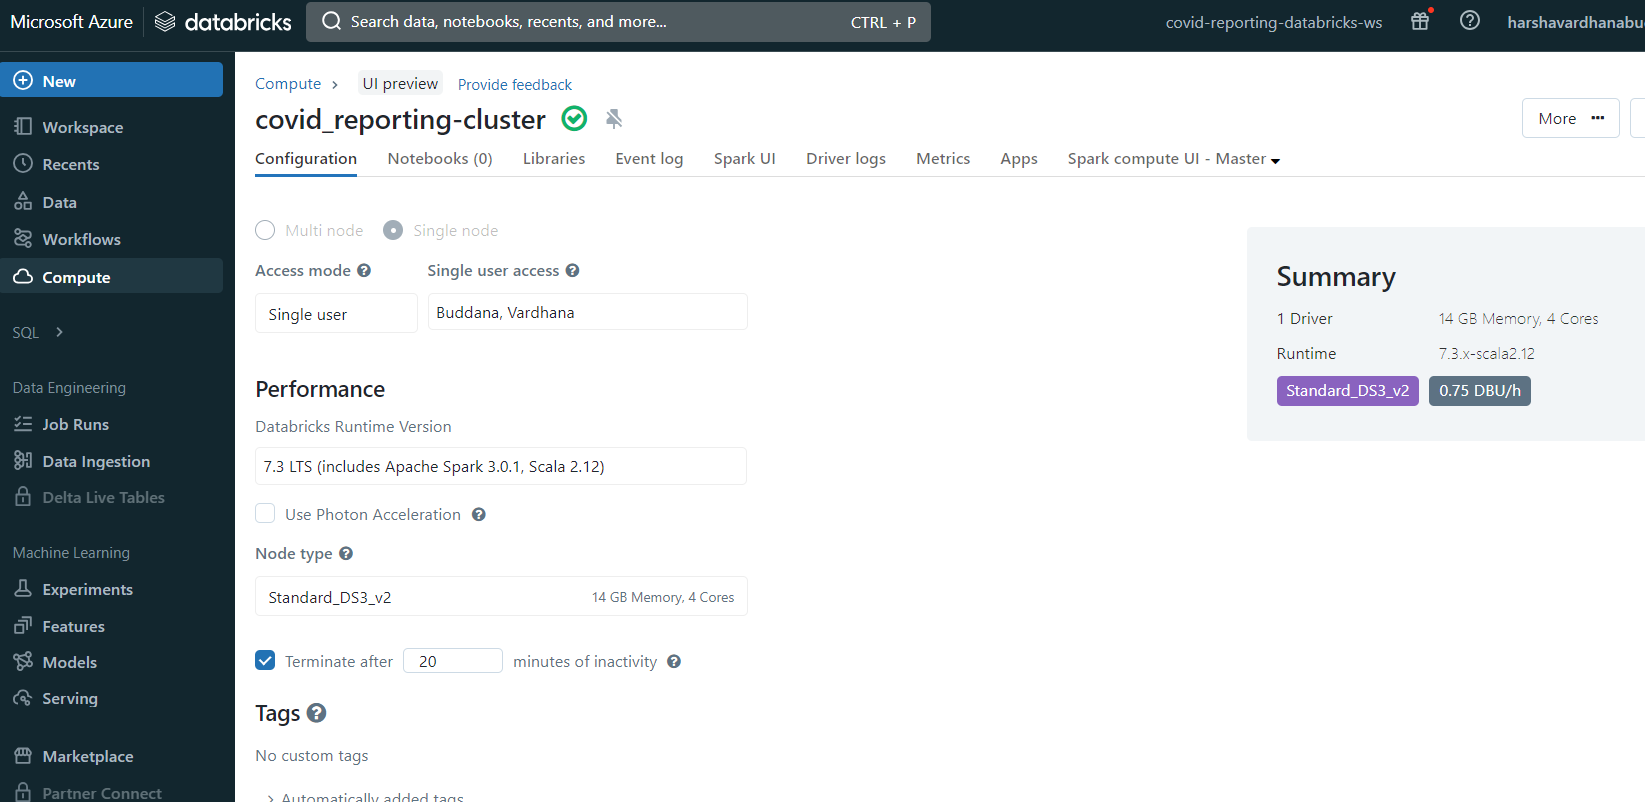 Microsoft Azure databricks Search data, notebooks, recents, and more... CTRL + P covid-reporting-databricks-ws harshavardhanabu
New
Workspace
Recents
Data
Workflows
Compute
SQL
Data Engineering
Job Runs
Data Ingestion
Delta Live Tables
Machine Learning
Experiments
Features
Models
Serving
Marketplace
Partner Connect
Compute UI preview Provide feedback
covid_reporting-cluster
More
Configuration Notebooks (0) Libraries Event log Spark UI Driver logs Metrics Apps Spark compute UI - Master
Multi node Single node
Access mode Single user access
Single user Buddana, Vardhana
Performance
Databricks Runtime Version
7.3 LTS (includes Apache Spark 3.0.1, Scala 2.12)
Use Photon Acceleration
Node type
Standard_DS3_v2 14 GB Memory, 4 Cores
Terminate after 20 minutes of inactivity
Tags
No custom tags
Automatically added tags
Summary
1 Driver 14 GB Memory, 4 Cores
Runtime 7.3.x-scala2.12
Standard_DS3_v2 0.75 DBU/h